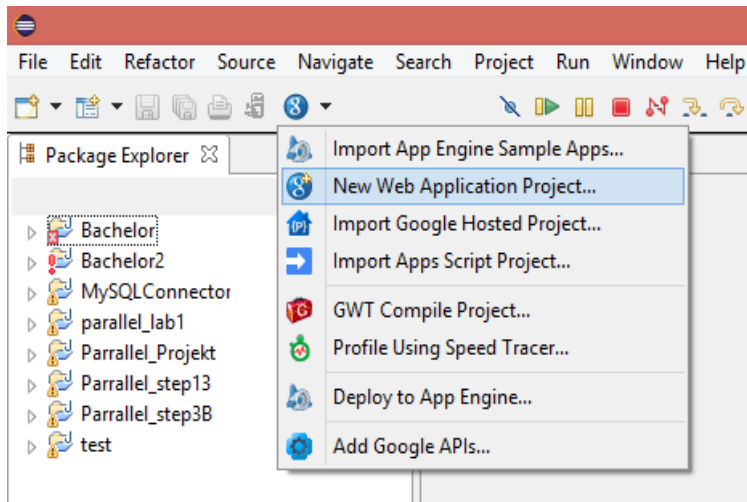 File Edit Refactor Source Navigate Search Project Run Window Help
Package Explorer
Import App Engine Sample Apps...
New Web Application Project...
Bachelor
Import Google Hosted Project...
Bachelor2
Import Apps Script Project...
MySQLConnector
GWT Compile Project...
parallel_lab1
Parrallel_Projekt
Profile Using Speed Tracer...
Parrallel_step13
Deploy to App Engine...
Parrallel_step3B
test
Add Google APIs...